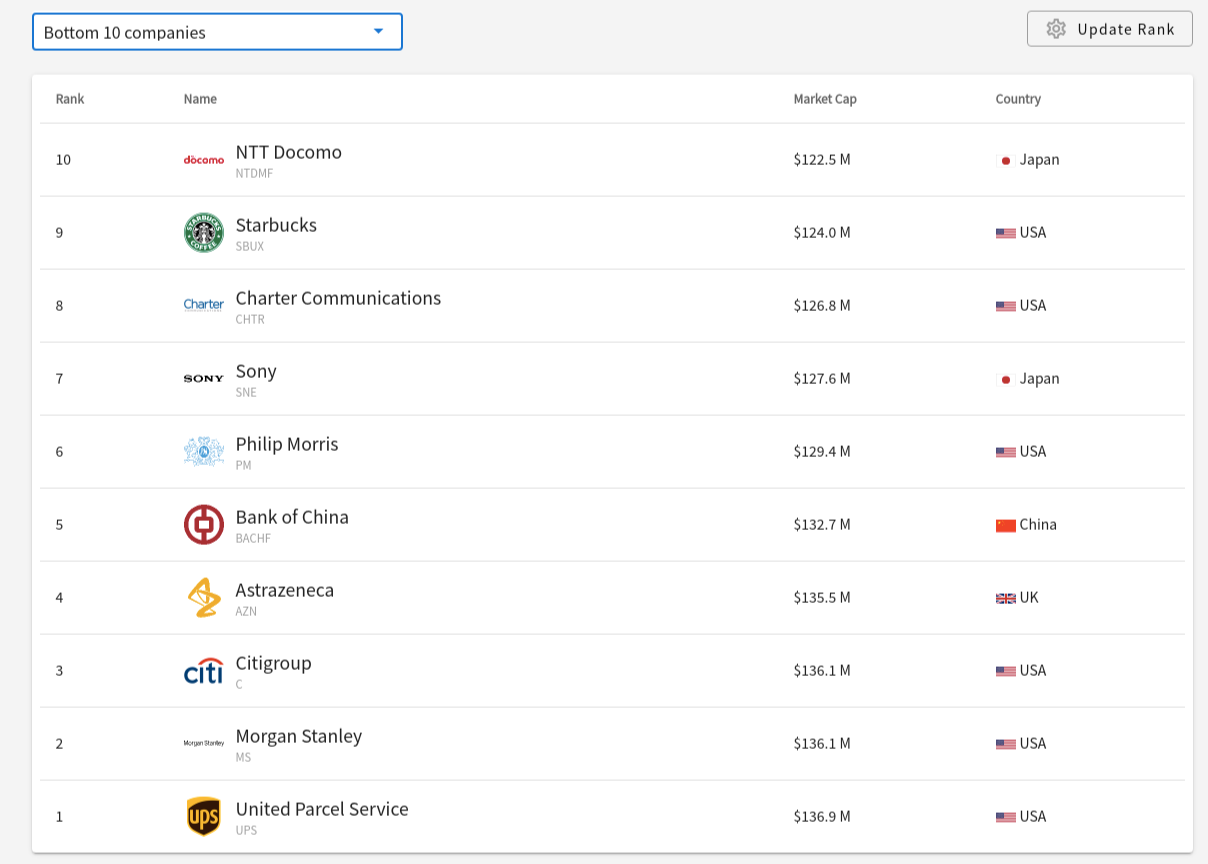 Bottom 10 companies
Update Rank
Rank Name Market Cap Country
10 docomo NTT Docomo $122.5 M Japan
NTDMF
9 STARBUCKS COFFEE Starbucks $124.0 M USA
SBUX
8 Charter Charter Communications $126.8 M USA
CHTR
7 SONY Sony $127.6 M Japan
SNE
6 Philip Morris $129.4 M USA
PM
5 Bank of China $132.7 M China
BACHF
4 Astrazeneca $135.5 M UK
AZN
3 citi Citigroup $136.1 M USA
C
2 Morgan Stanley Morgan Stanley $136.1 M USA
MS
1 ups United Parcel Service $136.9 M USA
UPS